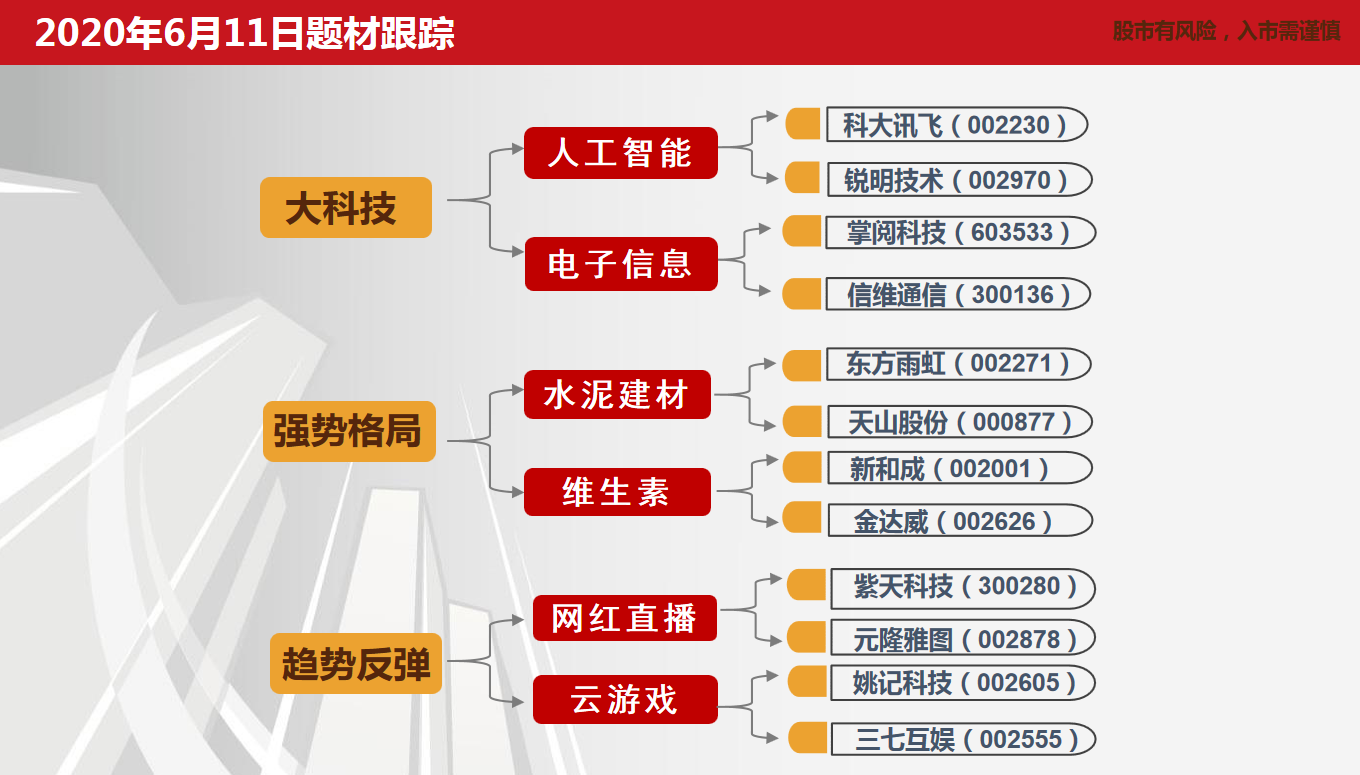 2020年6月11日题材跟踪
股市有风险，入市需谨慎
大科技
人工智能
科大讯飞（002230）
锐明技术（002970）
电子信息
掌阅科技（603533）
信维通信（300136）
强势格局
水泥建材
东方雨虹（002271）
天山股份（000877）
维生素
新和成（002001）
金达威（002626）
趋势反弹
网红直播
紫天科技（300280）
元隆雅图（002878）
云游戏
姚记科技（002605）
三七互娱（002555）